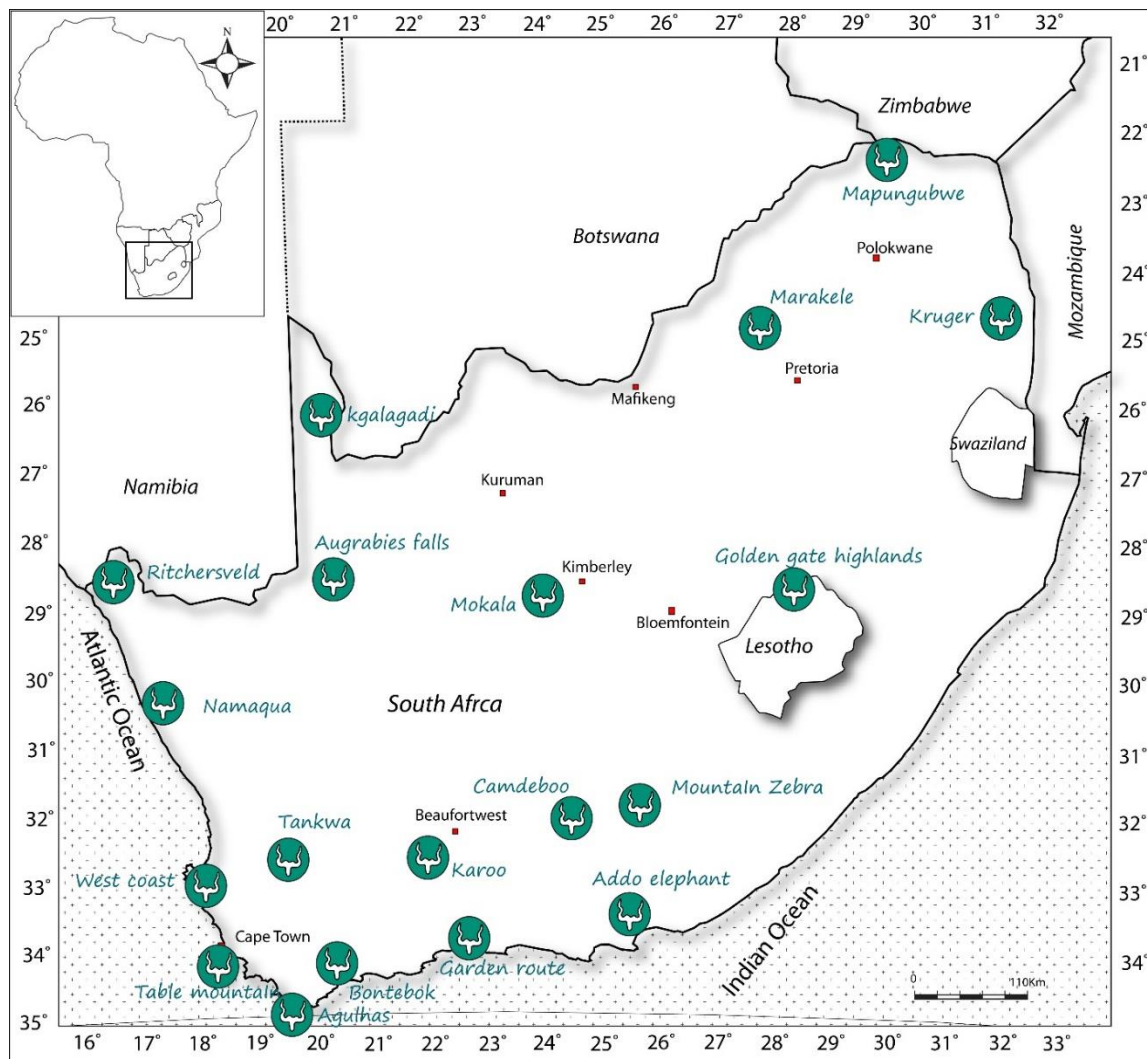 20° 21° 22° 23° 24° 25° 26° 27° 28° 29° 30° 31° 32°
N
21°
Zimbabwe
22°
Mapungubwe
23°
Botswana
Polokwane
Mozambique
24°
Marakele
Kruger
25°
25°
Pretoria
Mafikeng
26°
26°
kgalagadi
Swaziland
27°
27°
Namibia
Kuruman
28°
28°
Augrabies falls
Golden gate highlands
Ritchersveld
Kimberley
Mokala
Bloemfontein
29°
29°
Lesotho
Atlantic Ocean
30°
30°
Namaqua
South Afrca
31°
31°
Camdeboo
MountaIn Zebra
32°
32°
Beaufortwest
Tankwa
Karoo
33°
33°
West coast
Addo elephant
Indian Ocean
Cape Town
34°
34°
Garden route
Table mountain
Bontebok
0 110Km
Agulhas
35°
16° 17° 18° 19° 20° 21° 22° 23° 24° 25° 26° 27° 28° 29° 30° 31° 32°